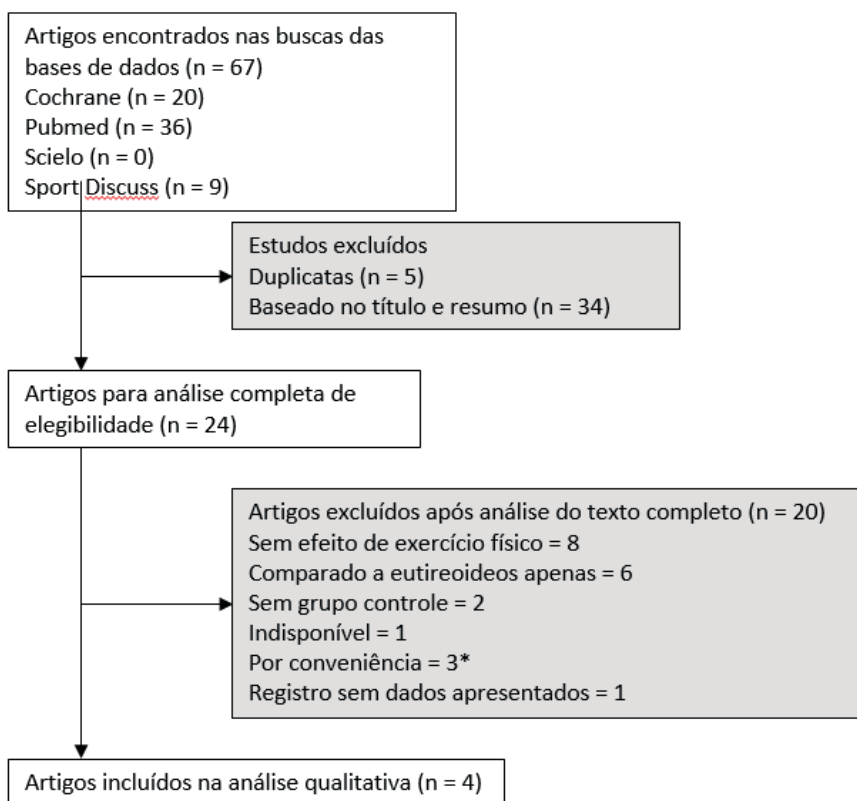 Artigos encontrados nas buscas das
bases de dados (n = 67)
Cochrane (n = 20)
Pubmed (n = 36)
Scielo (n = 0)
Sport Discuss (n = 9)
Estudos excluídos
Duplicatas (n = 5)
Baseado no título e resumo (n = 34)
Artigos para análise completa de
elegibilidade (n = 24)
Artigos excluídos após análise do texto completo (n = 20)
Sem efeito de exercício físico = 8
Comparado a eutireoideos apenas = 6
Sem grupo controle = 2
Indisponível = 1
Por conveniência = 3*
Registro sem dados apresentados = 1
Artigos incluídos na análise qualitativa (n = 4)